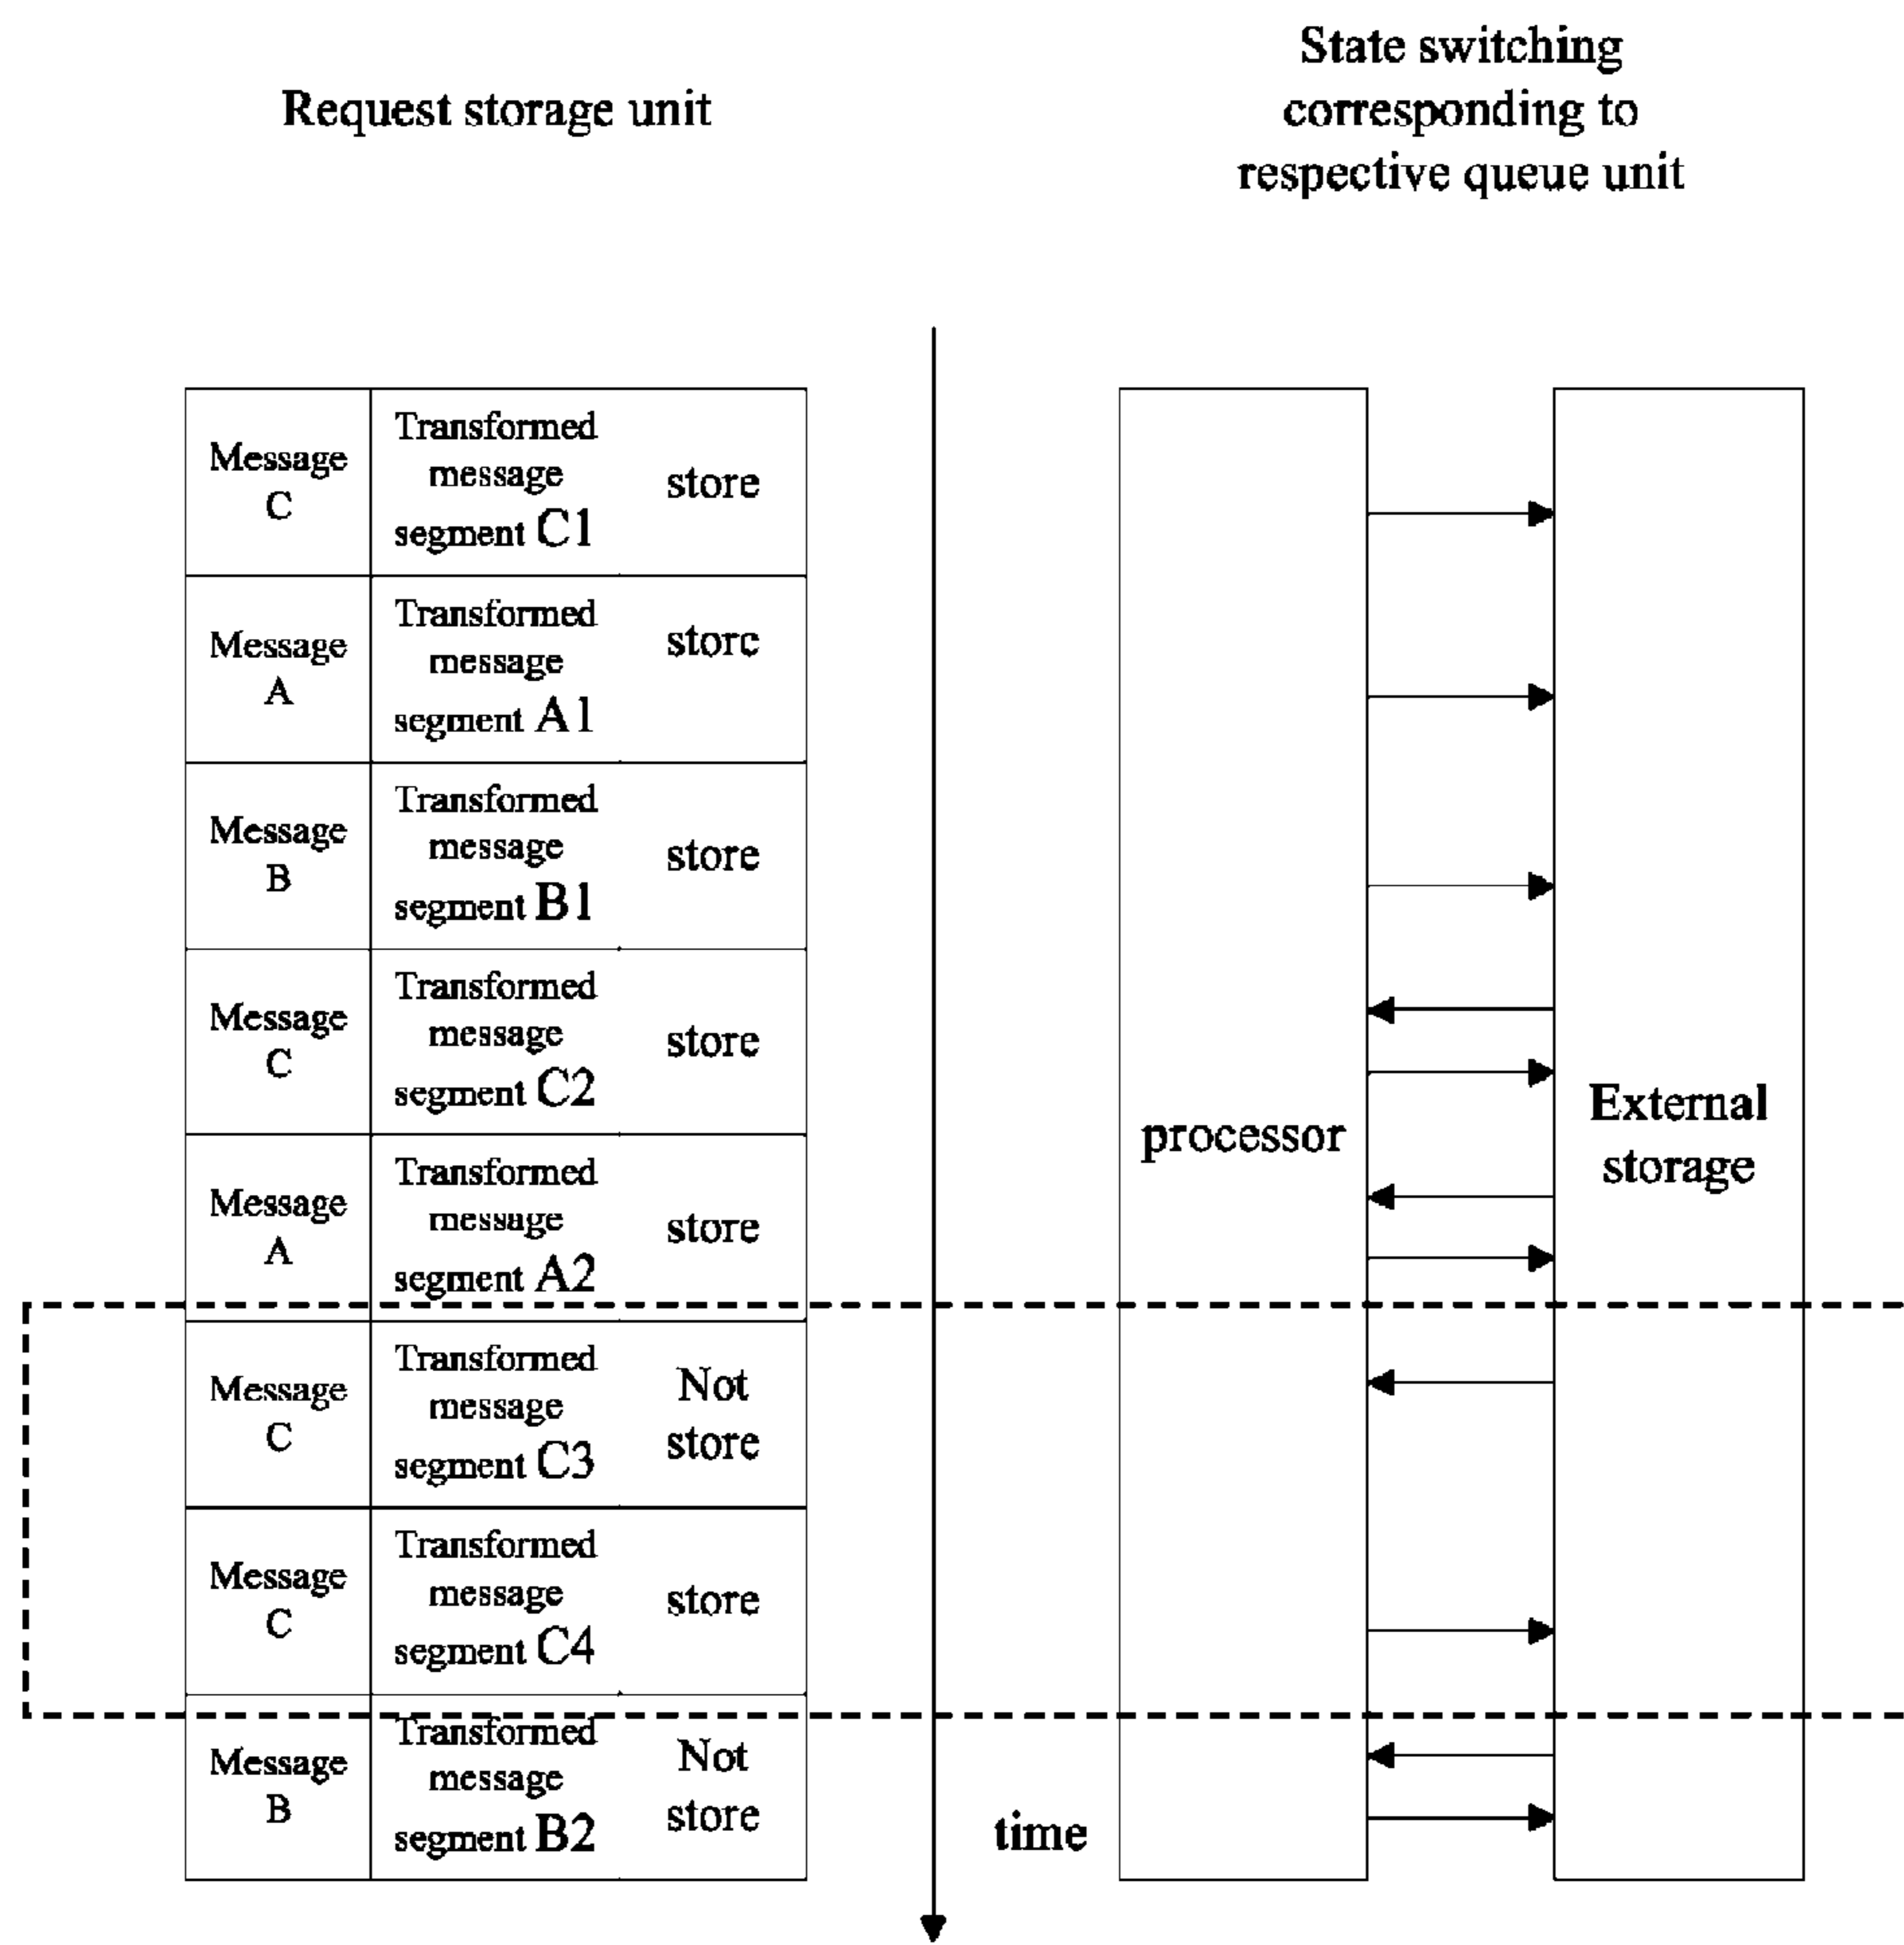 State switching
corresponding to
respective queue unit
Request storage unit
Message
C
Transformed
message
segment C1
store
Message
A
Transformed
message
segment A1
store
Message
B
Transformed
message
segment B1
store
Message
C
Transformed
message
segment C2
store
Message
A
Transformed
message
segment A2
store
Message
C
Transformed
message
segment C3
Not
store
Message
C
Transformed
message
segment C4
store
Message
B
Transformed
message
segment B2
Not
store
time
processor
External
storage